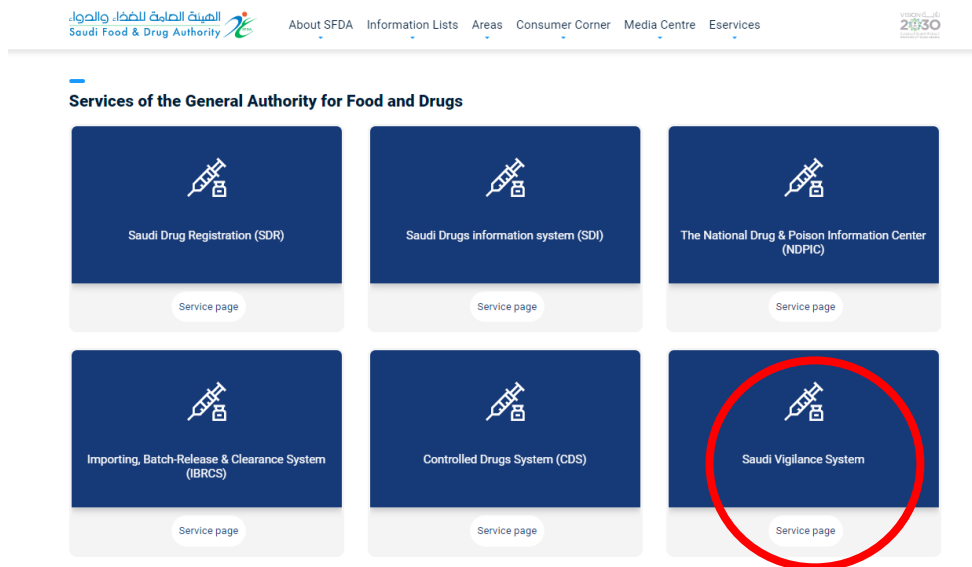 الهيئة العامة للغذاء والدواء
Saudi Food & Drug Authority
About SFDA Information Lists Areas Consumer Corner Media Centre Eservices
VISION رؤية
2030
Services of the General Authority for Food and Drugs
Saudi Drug Registration (SDR)
Service page
Saudi Drugs information system (SDI)
Service page
The National Drug & Poison Information Center
(NDPIC)
Service page
Importing, Batch-Release & Clearance System
(IBRCS)
Service page
Controlled Drugs System (CDS)
Service page
Saudi Vigilance System
Service page